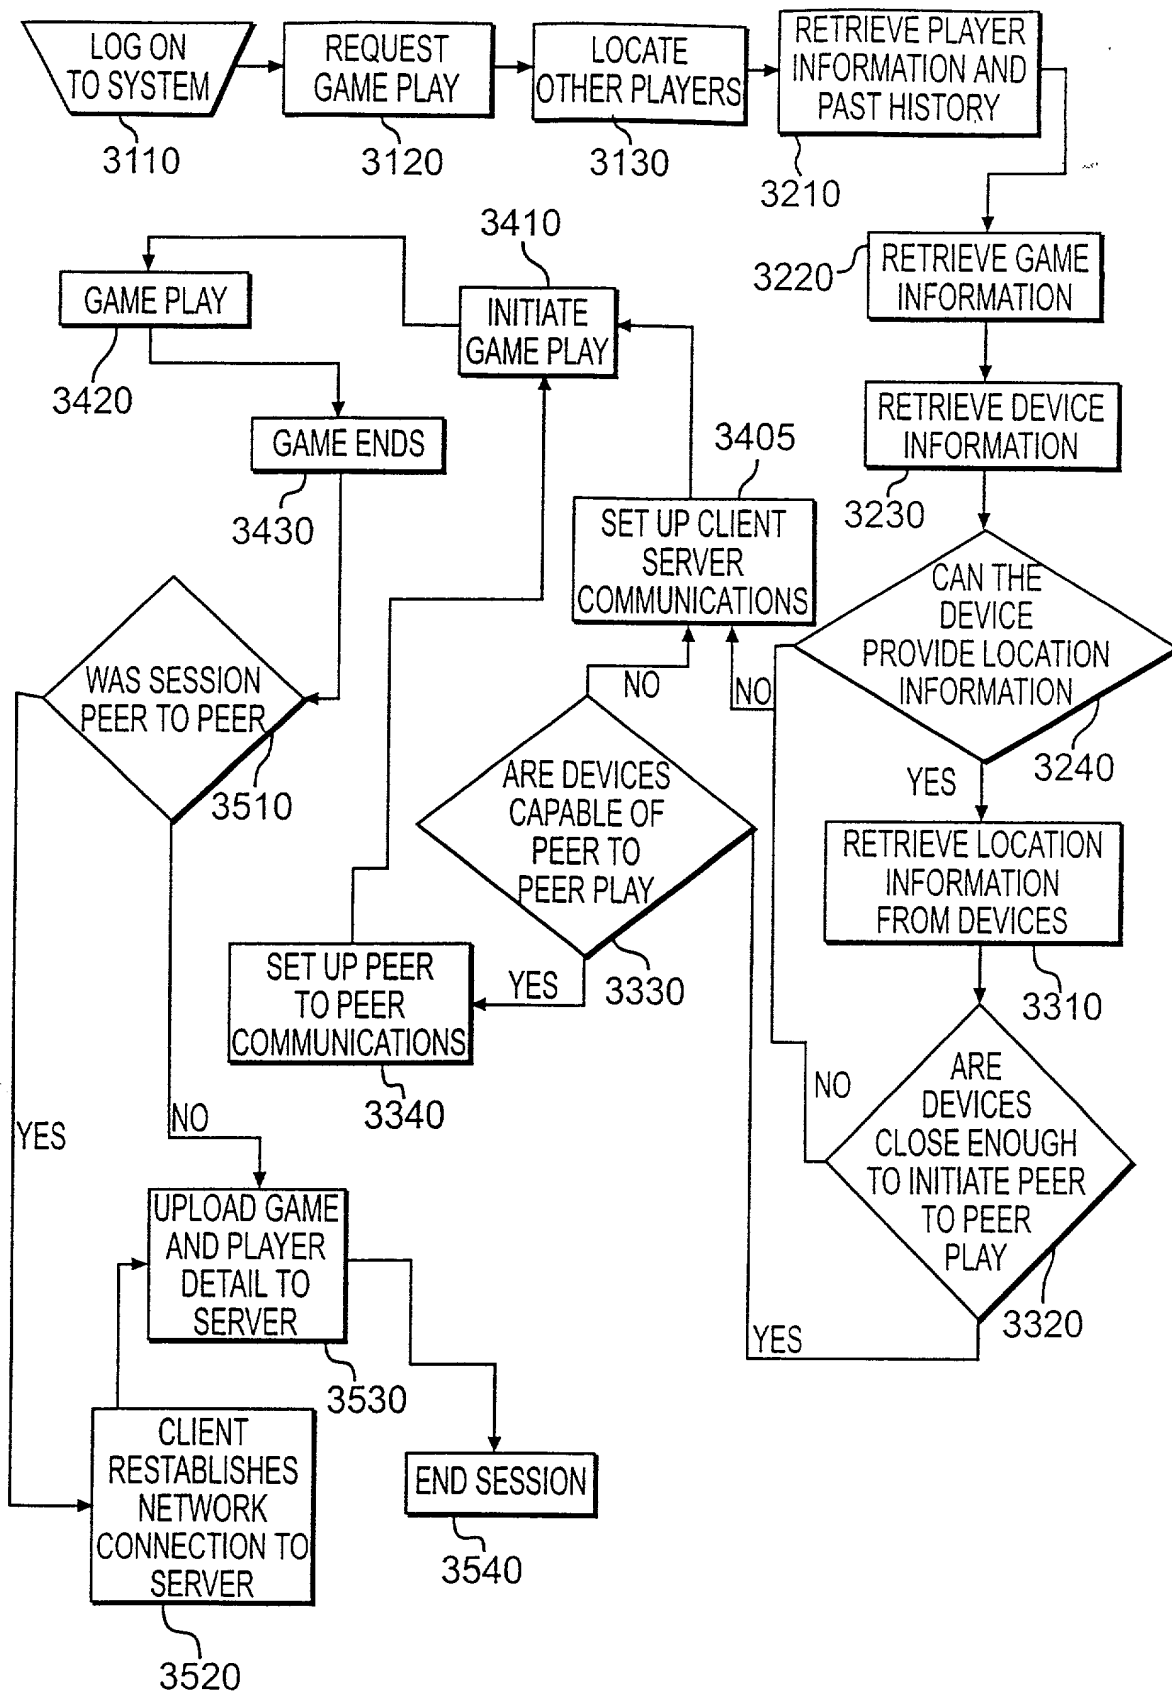 LOG ON
TO SYSTEM
3110
REQUEST
GAME PLAY
3120
LOCATE
OTHER PLAYERS
3130
RETRIEVE PLAYER
INFORMATION AND
PAST HISTORY
3210
RETRIEVE GAME
INFORMATION
3220
RETRIEVE DEVICE
INFORMATION
3230
CAN THE
DEVICE
PROVIDE LOCATION
INFORMATION
3240
NO
YES
RETRIEVE LOCATION
INFORMATION
FROM DEVICES
3310
ARE
DEVICES
CLOSE ENOUGH
TO INITIATE PEER
TO PEER
PLAY
3320
NO
YES
ARE DEVICES
CAPABLE OF
PEER TO
PEER PLAY
3330
NO
YES
SET UP PEER
TO PEER
COMMUNICATIONS
3340
3405
SET UP CLIENT
SERVER
COMMUNICATIONS
3410
INITIATE
GAME PLAY
GAME PLAY
3420
GAME ENDS
3430
WAS SESSION
PEER TO PEER
3510
NO
YES
UPLOAD GAME
AND PLAYER
DETAIL TO
SERVER
3530
CLIENT
RESTABLISHES
NETWORK
CONNECTION TO
SERVER
3520
END SESSION
3540